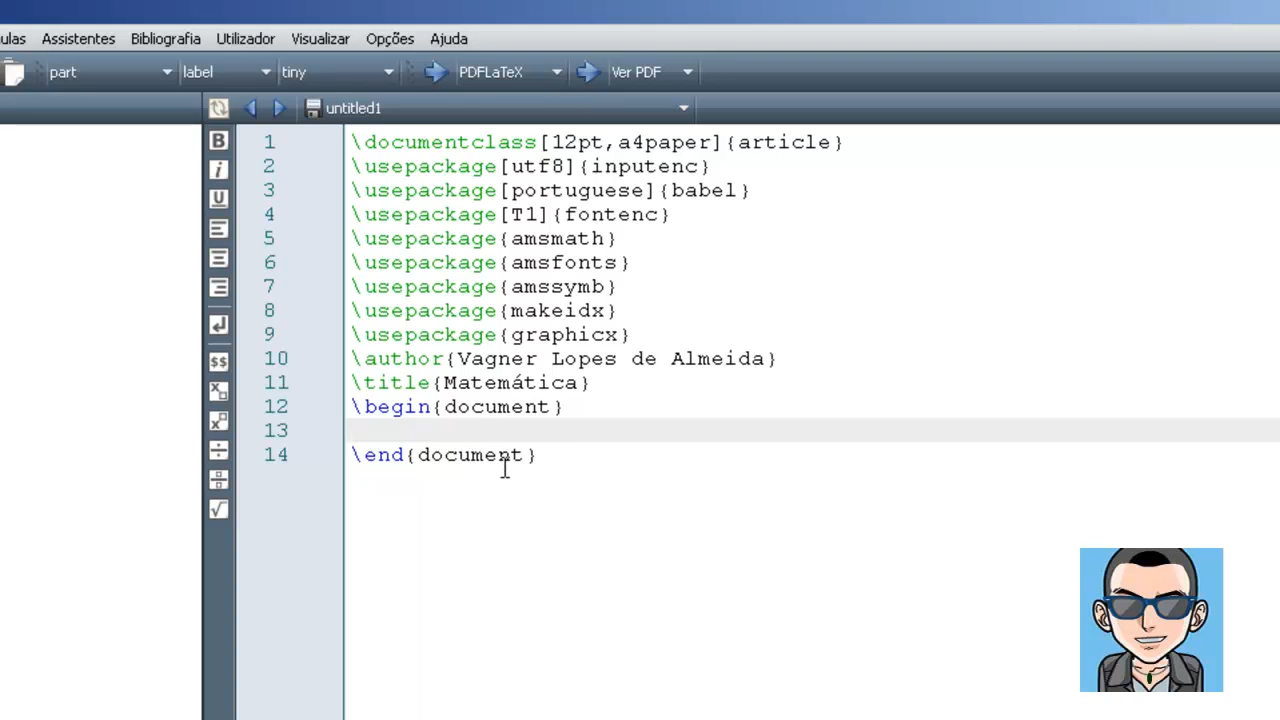 ulas Assistentes Bibliografia Utilizador Visualizar Opções Ajuda
part label tiny PDFLaTeX Ver PDF
untitled1
1 \documentclass[12pt,a4paper]{article}
2 \usepackage[utf8]{inputenc}
3 \usepackage[portuguese]{babel}
4 \usepackage[T1]{fontenc}
5 \usepackage{amsmath}
6 \usepackage{amsfonts}
7 \usepackage{amssymb}
8 \usepackage{makeidx}
9 \usepackage{graphicx}
10 \author{Vagner Lopes de Almeida}
11 \title{Matemática}
12 \begin{document}
13
14 \end{document}